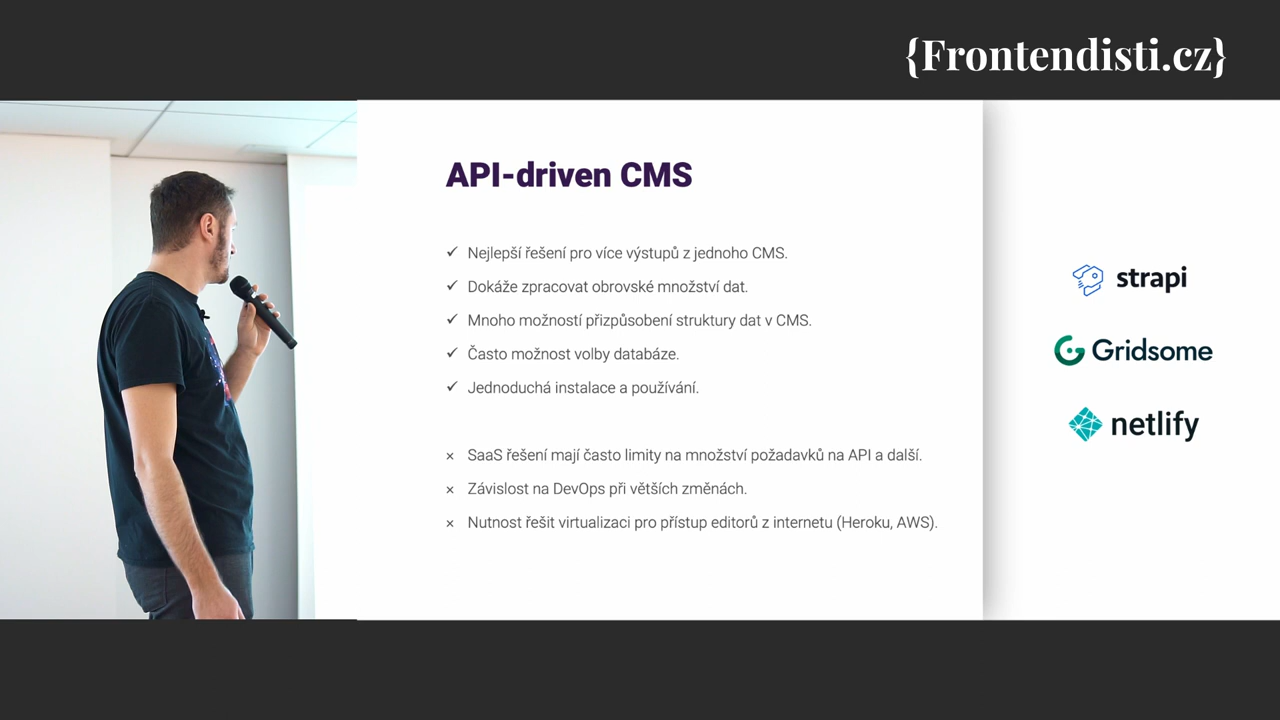 {Frontendisti.cz}
API-driven CMS
✓ Nejlepší řešení pro více výstupů z jednoho CMS.
✓ Dokáže zpracovat obrovské množství dat.
✓ Mnoho možností přizpůsobení struktury dat v CMS.
✓ Často možnost volby databáze.
✓ Jednoduchá instalace a používání.
× SaaS řešení mají často limity na množství požadavků na API a další.
× Závislost na DevOps při větších změnách.
× Nutnost řešit virtualizaci pro přístup editorů z internetu (Heroku, AWS).
strapi
Gridsome
netlify